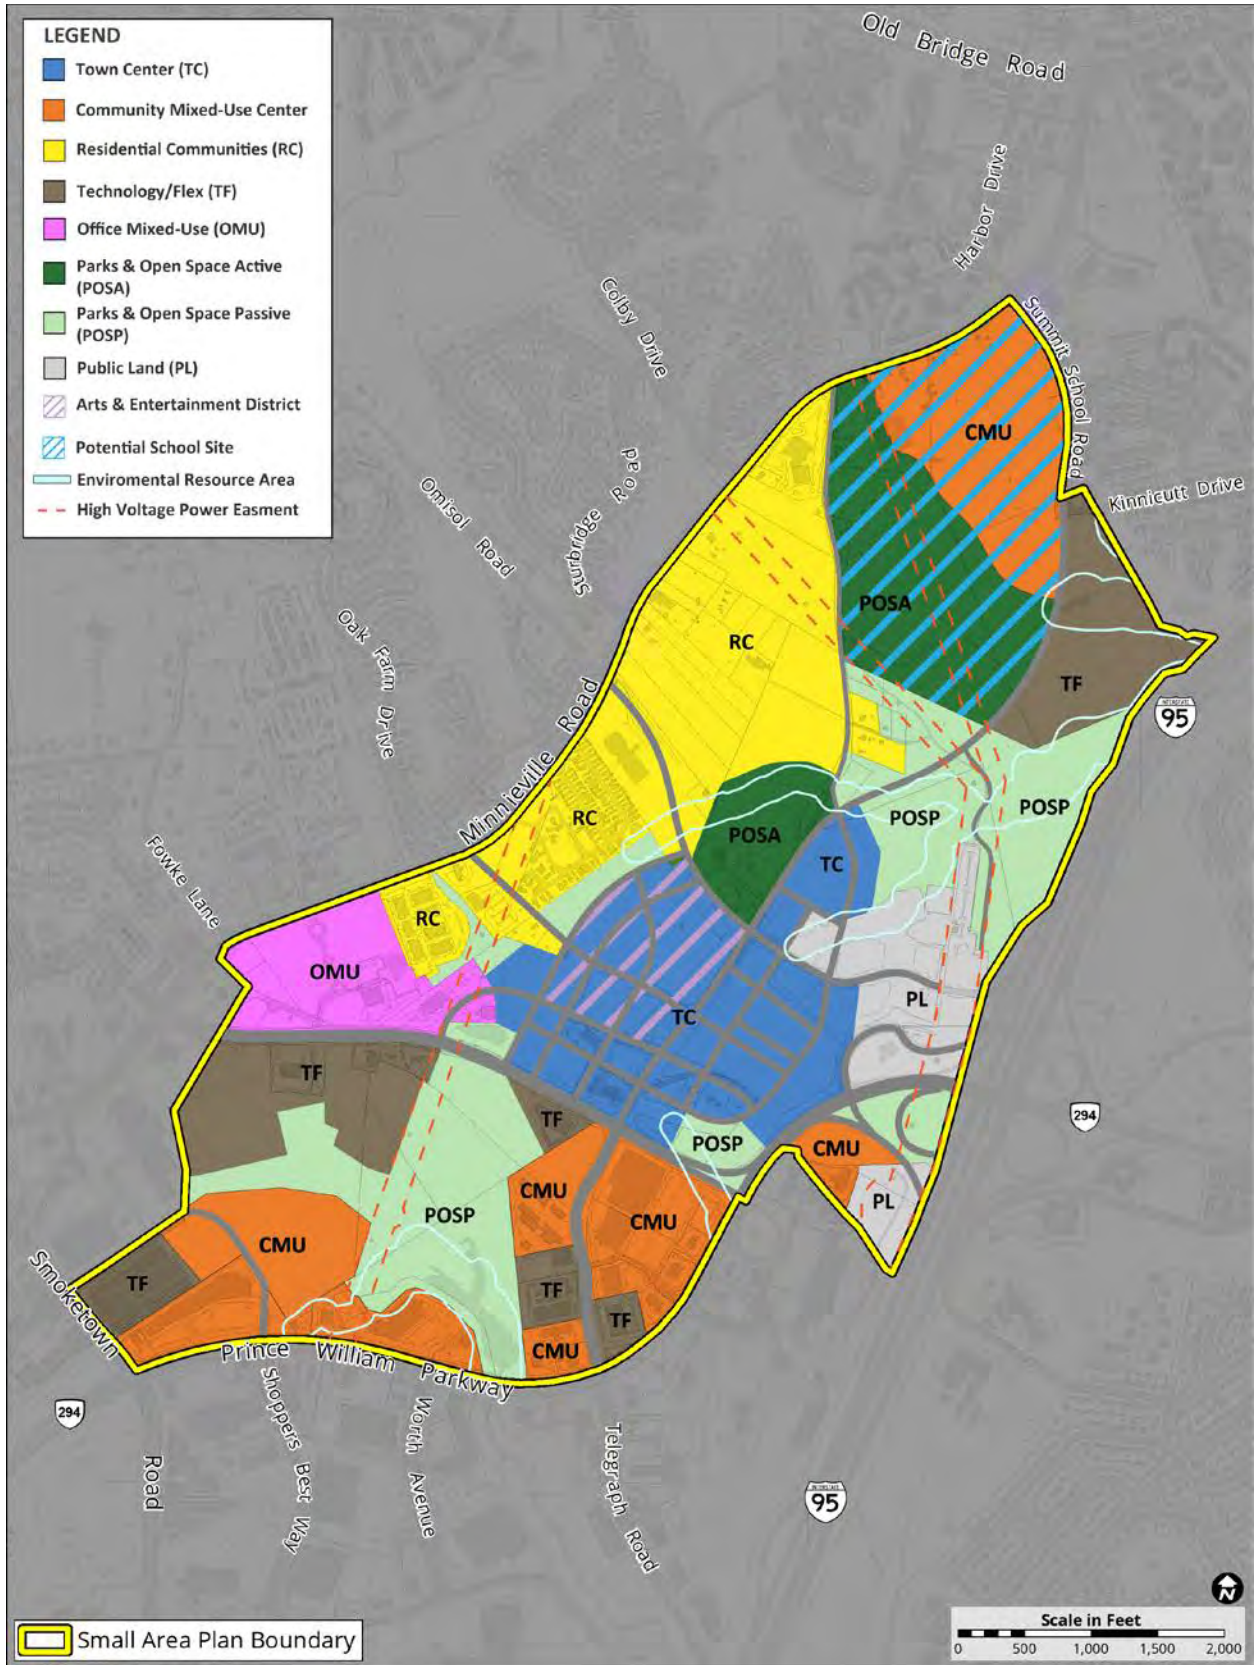 LEGEND
Town Center (TC)
Community Mixed-Use Center
Residential Communities (RC)
Technology/Flex (TF)
Office Mixed-Use (OMU)
Parks & Open Space Active
(POSA)
Parks & Open Space Passive
(POSP)
Public Land (PL)
Arts & Entertainment District
Potential School Site
Enviromental Resource Area
High Voltage Power Easment
Old Bridge Road
Harbor Drive
Summit School Road
Colby Drive
Kinnicutt Drive
Sturbridge Road
Omisol Road
Oak Farm Drive
Minnieville Road
Fowke Lane
CMU
POSA
RC
TF
INTERSTATE
95
POSP
POSP
RC
POSA
TC
RC
OMU
PL
TC
TF
TF
294
POSP
CMU
CMU
PL
POSP
CMU
CMU
TF
TF
TF
CMU
Smoketown
Road
Prince William Parkway
294
Shoppers Best Way
Worth Avenue
Telegraph Road
INTERSTATE
95
N
Small Area Plan Boundary
Scale in Feet
0 500 1,000 1,500 2,000